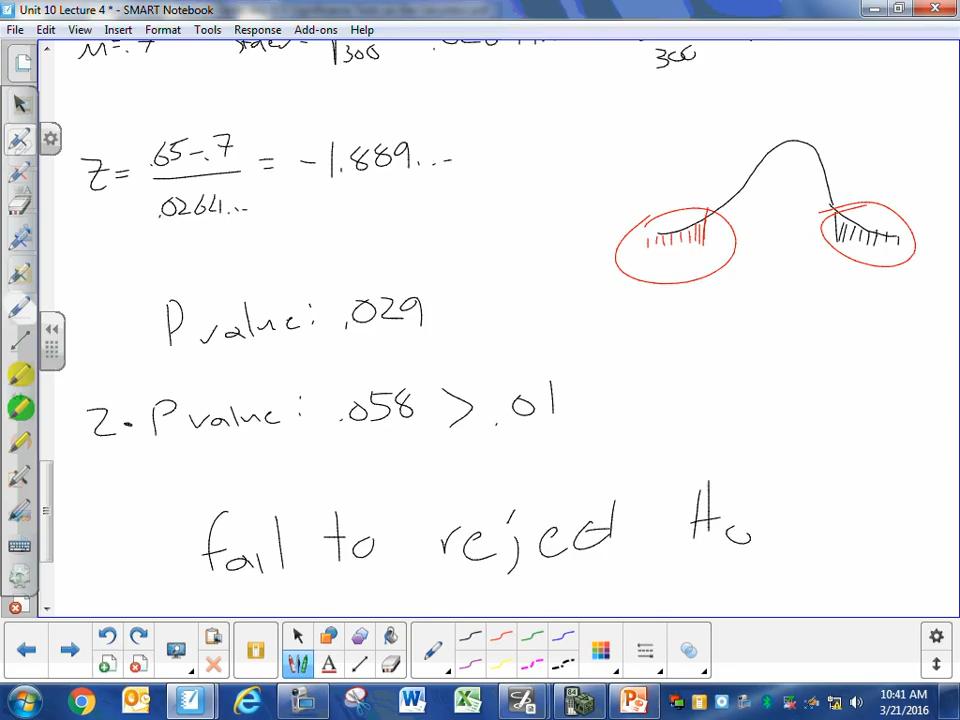 Unit 10 Lecture 4 * - SMART Notebook
File Edit View Insert Format Tools Response Add-ons Help
M=.7
√300
300
Z= .65-.7 = -1.889...
.0264...
P value: .029
2. P value: .058 > .01
fail to reject Ho
A
W
P
10:41 AM
3/21/2016